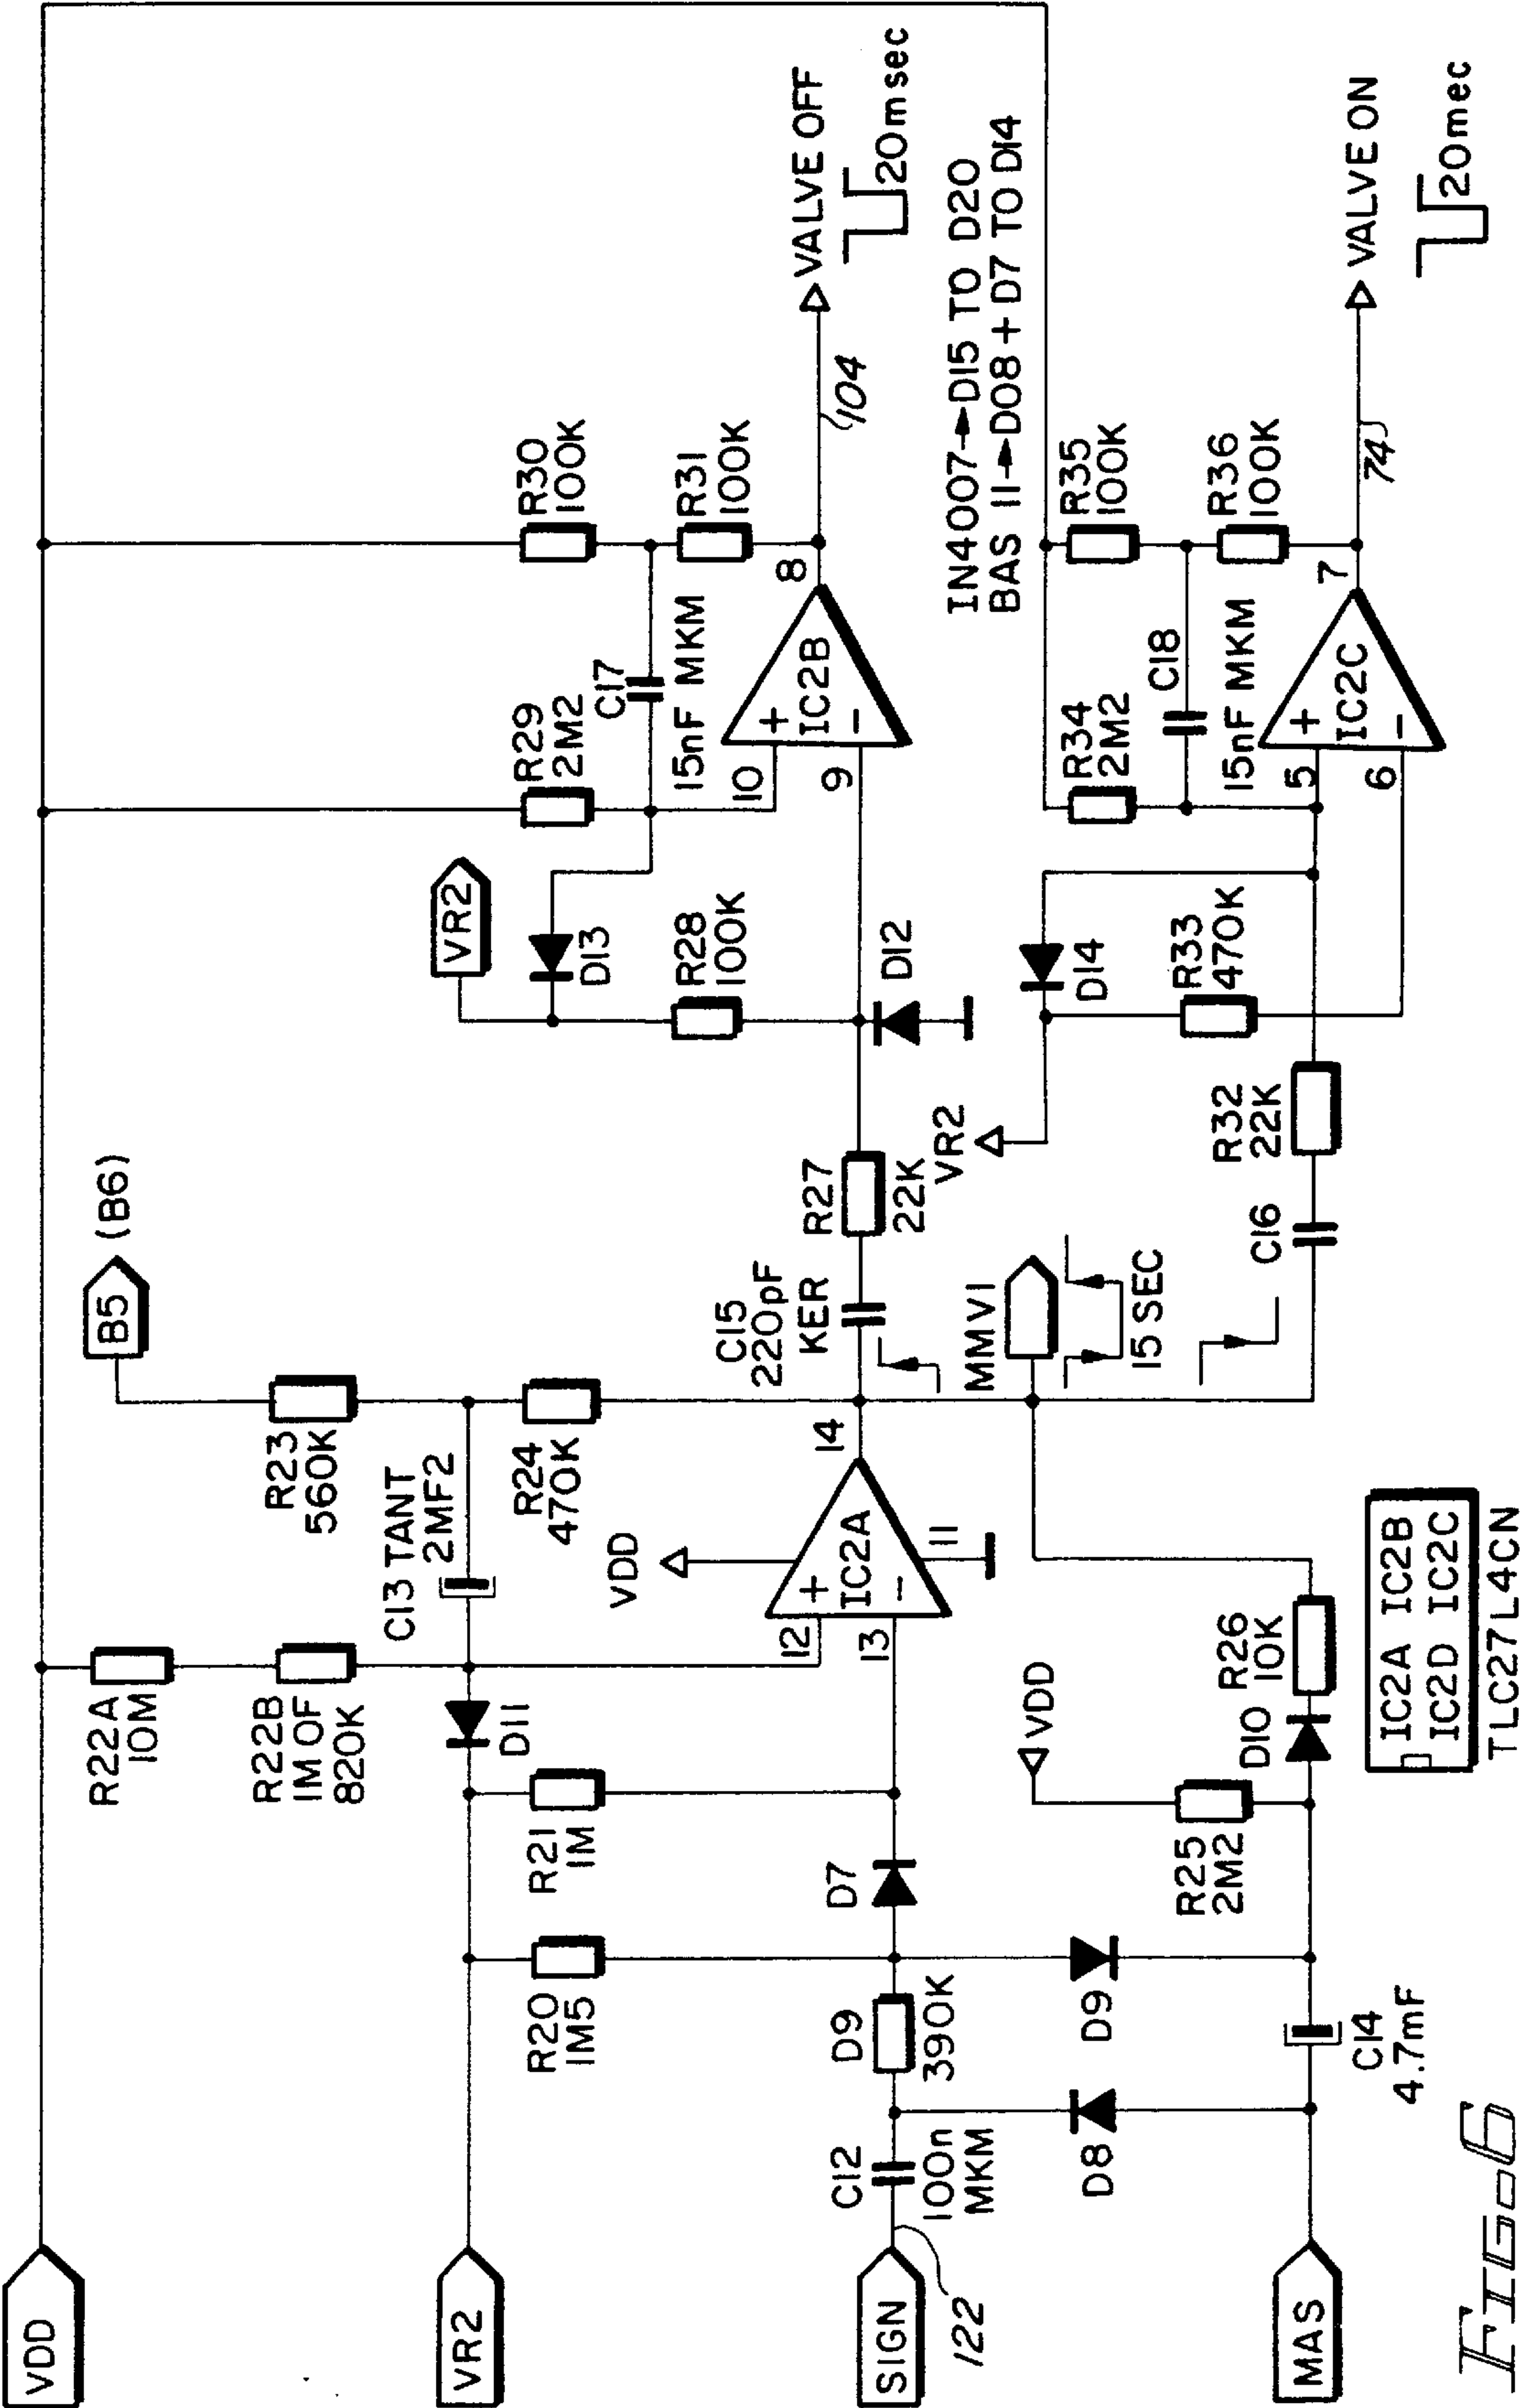 VDD
VR2
SIGN
122
MAS
R22A
10M
R22B
1M OF
820K
D11
R20
1M5
R21
1M
C12
100n
MKM
D9
390K
D7
D8
D9
C14
4.7mF
R25
2M2
VDD
D10
R26
10K
B5
(B6)
R23
560K
C13 TANT
2MF2
R24
470K
VDD
12
+
IC2A
-
13
11
14
C15
220pF
KER
R27
22K
MMV1
15 SEC
C16
R32
22K
VR2
D13
R28
100K
D12
VR2
D14
R33
470K
R29
2M2
C17
15nF MKM
R30
100K
R31
100K
10
+
IC2B
-
9
8
104
VALVE OFF
20msec
IN4007→D15 TO D20
BAS 11→D08+D7 TO D14
R34
2M2
C18
15nF MKM
R35
100K
R36
100K
5
+
IC2C
-
6
7
74
VALVE ON
20mec
IC2A IC2B
IC2D IC2C
TLC27L4CN
FIG-6